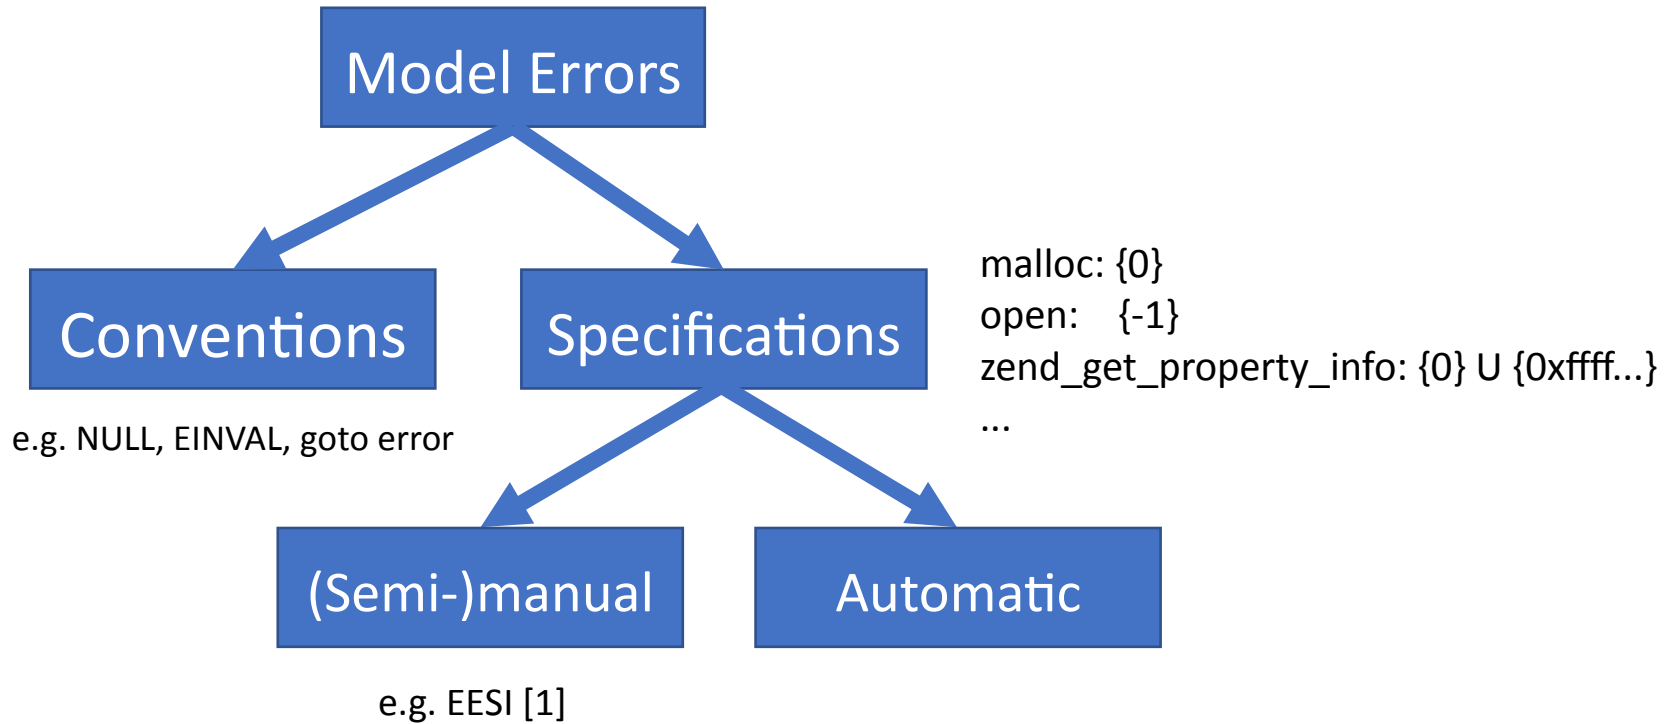 Model Errors
Conventions
Specifications
malloc: {0}
open: {-1}
zend_get_property_info: {0} U {0xffff...}
...
e.g. NULL, EINVAL, goto error
(Semi-)manual
Automatic
e.g. EESI [1]